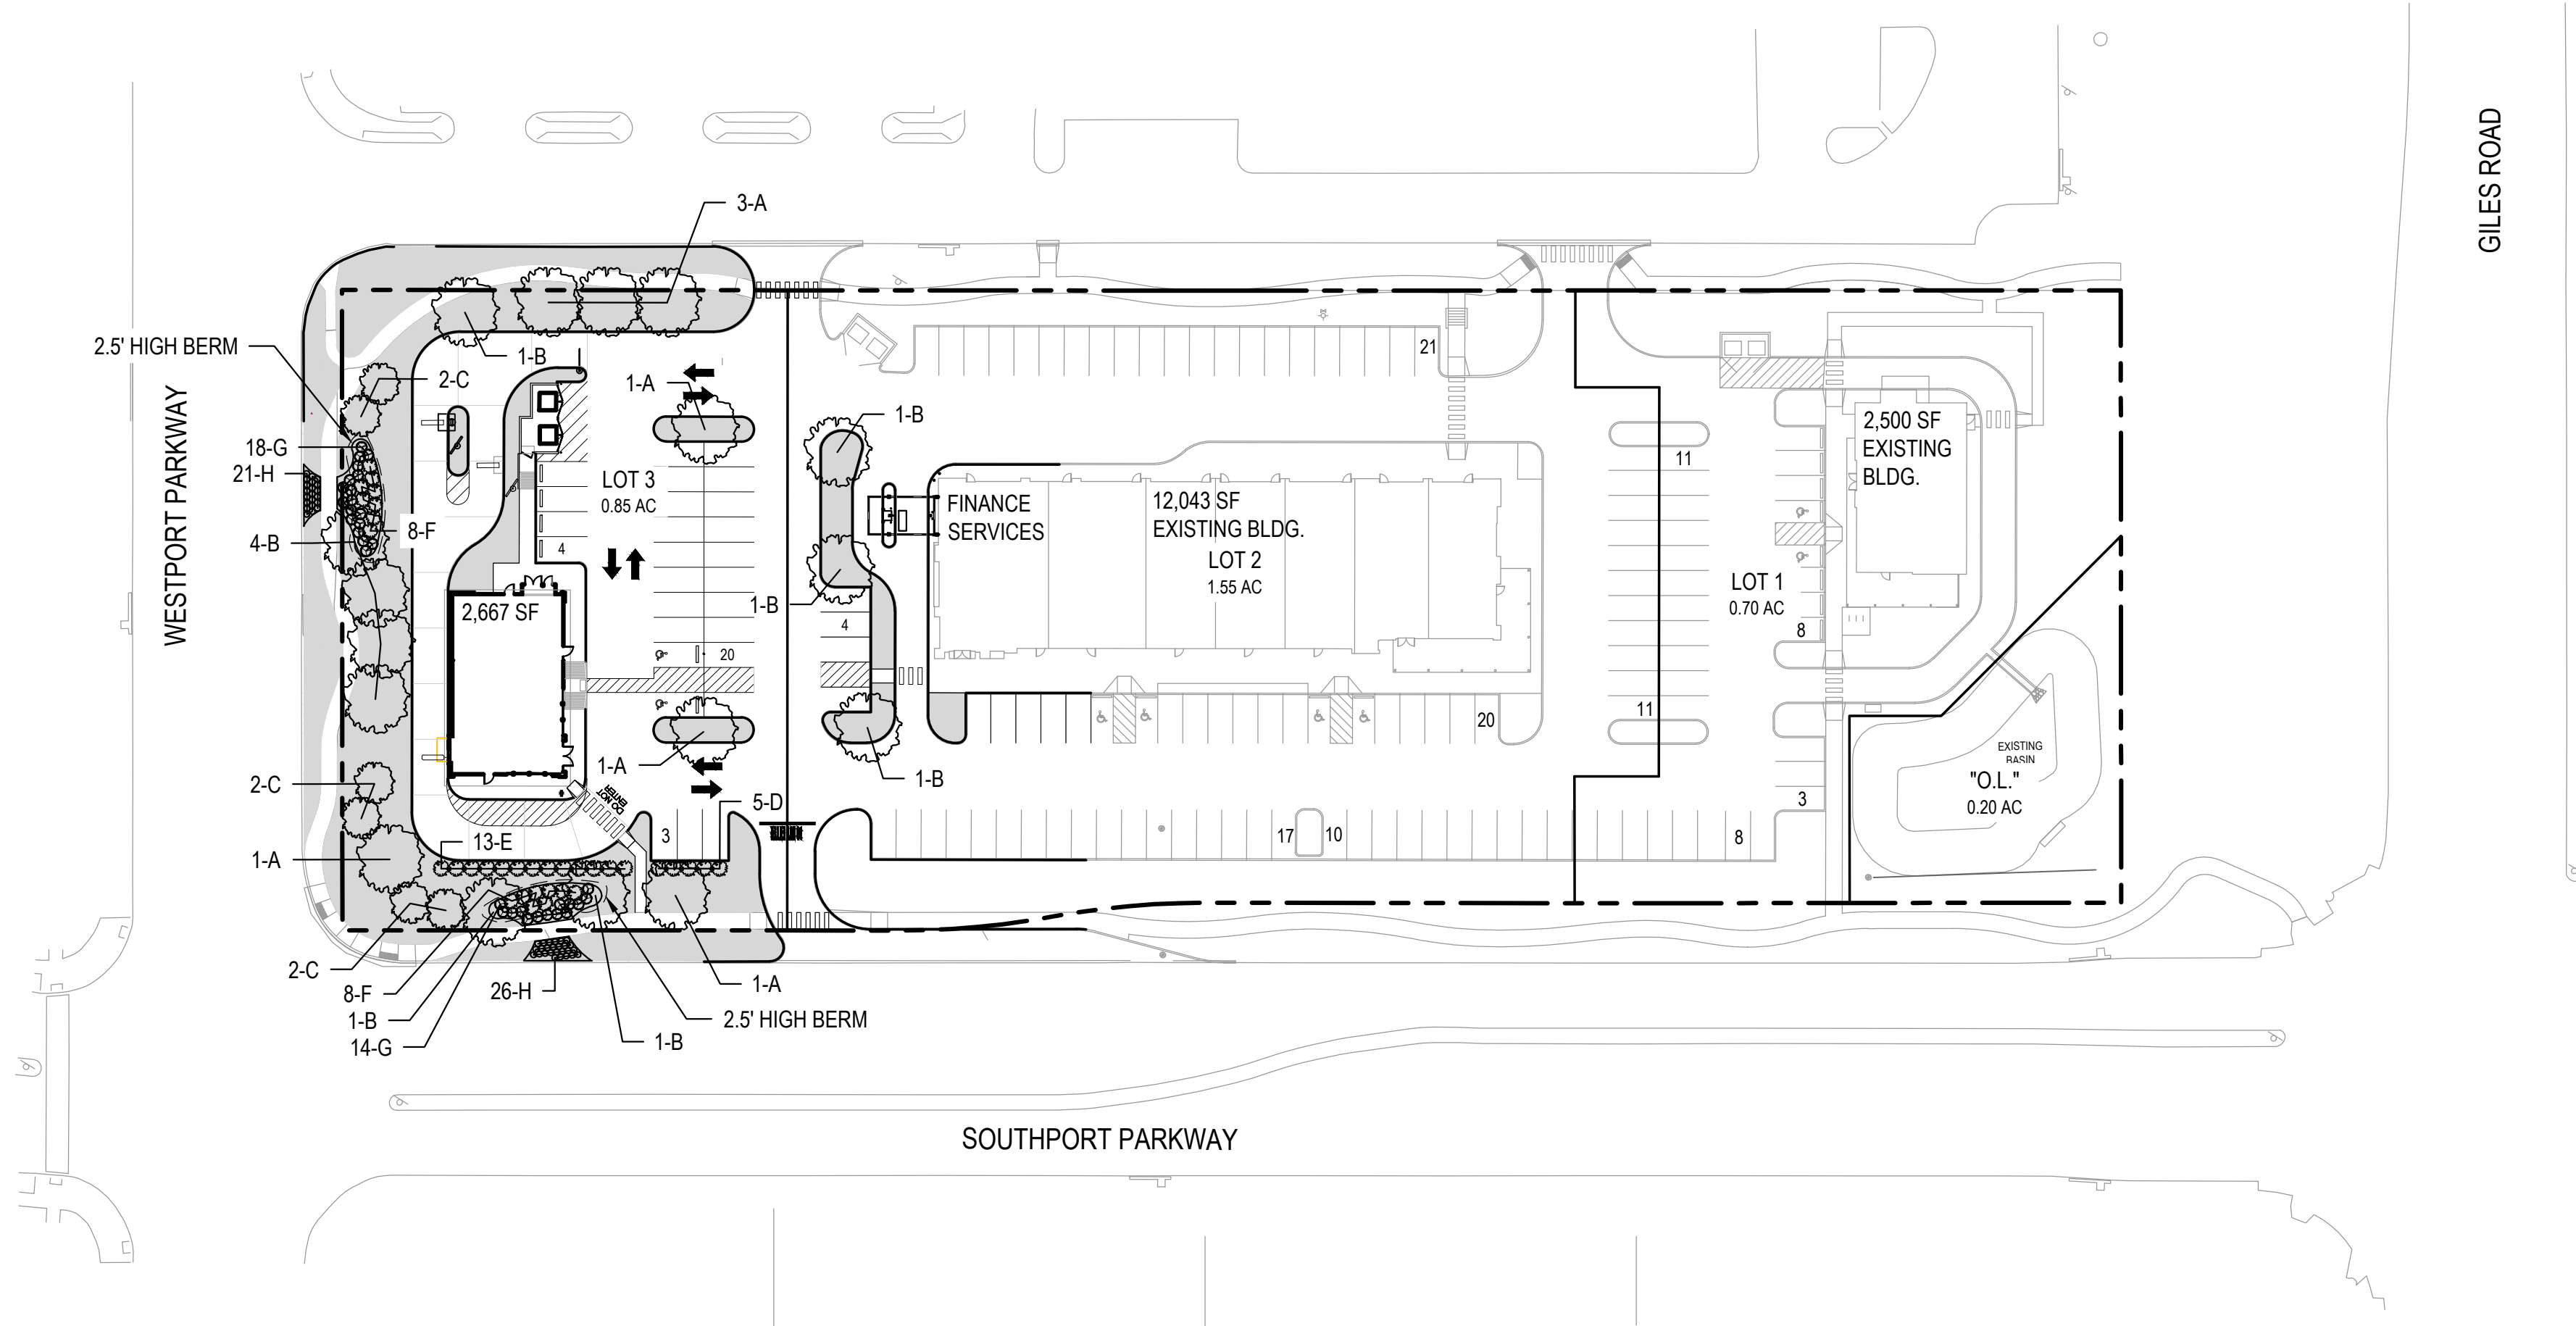 GILES ROAD
3-A
2.5' HIGH BERM
1-B
2-C
1-A
21
WESTPORT PARKWAY
18-G
21-H
1-B
2,500 SF
EXISTING
BLDG.
11
LOT 3
0.85 AC
FINANCE
SERVICES
12,043 SF
EXISTING BLDG.
LOT 2
1.55 AC
8-F
4-B
4
LOT 1
0.70 AC
2,667 SF
1-B
4
8
20
11
20
1-A
1-B
EXISTING
BASIN
"O.L."
0.20 AC
2-C
5-D
DO NOT
ENTER
3
13-E
3
17
10
8
1-A
2-C
8-F
26-H
1-A
1-B
2.5' HIGH BERM
14-G
1-B
SOUTHPORT PARKWAY